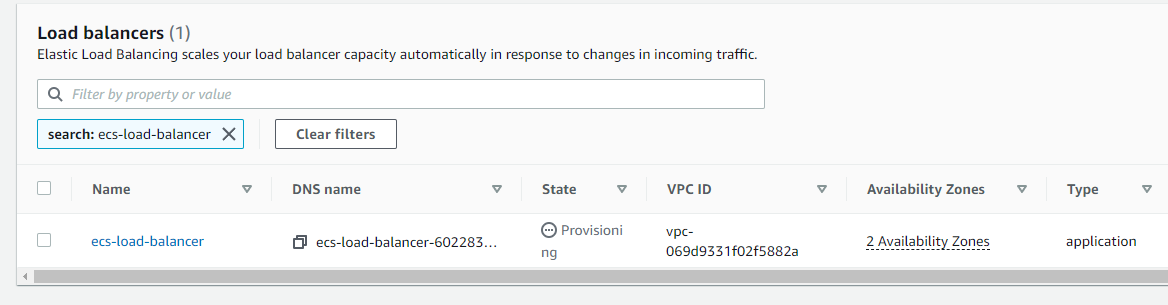 Load balancers (1)
Elastic Load Balancing scales your load balancer capacity automatically in response to changes in incoming traffic.
Filter by property or value
search: ecs-load-balancer
Clear filters
Name DNS name State VPC ID Availability Zones Type
ecs-load-balancer ecs-load-balancer-602283... Provisioni vpc- 2 Availability Zones application
ng 069d9331f02f5882a